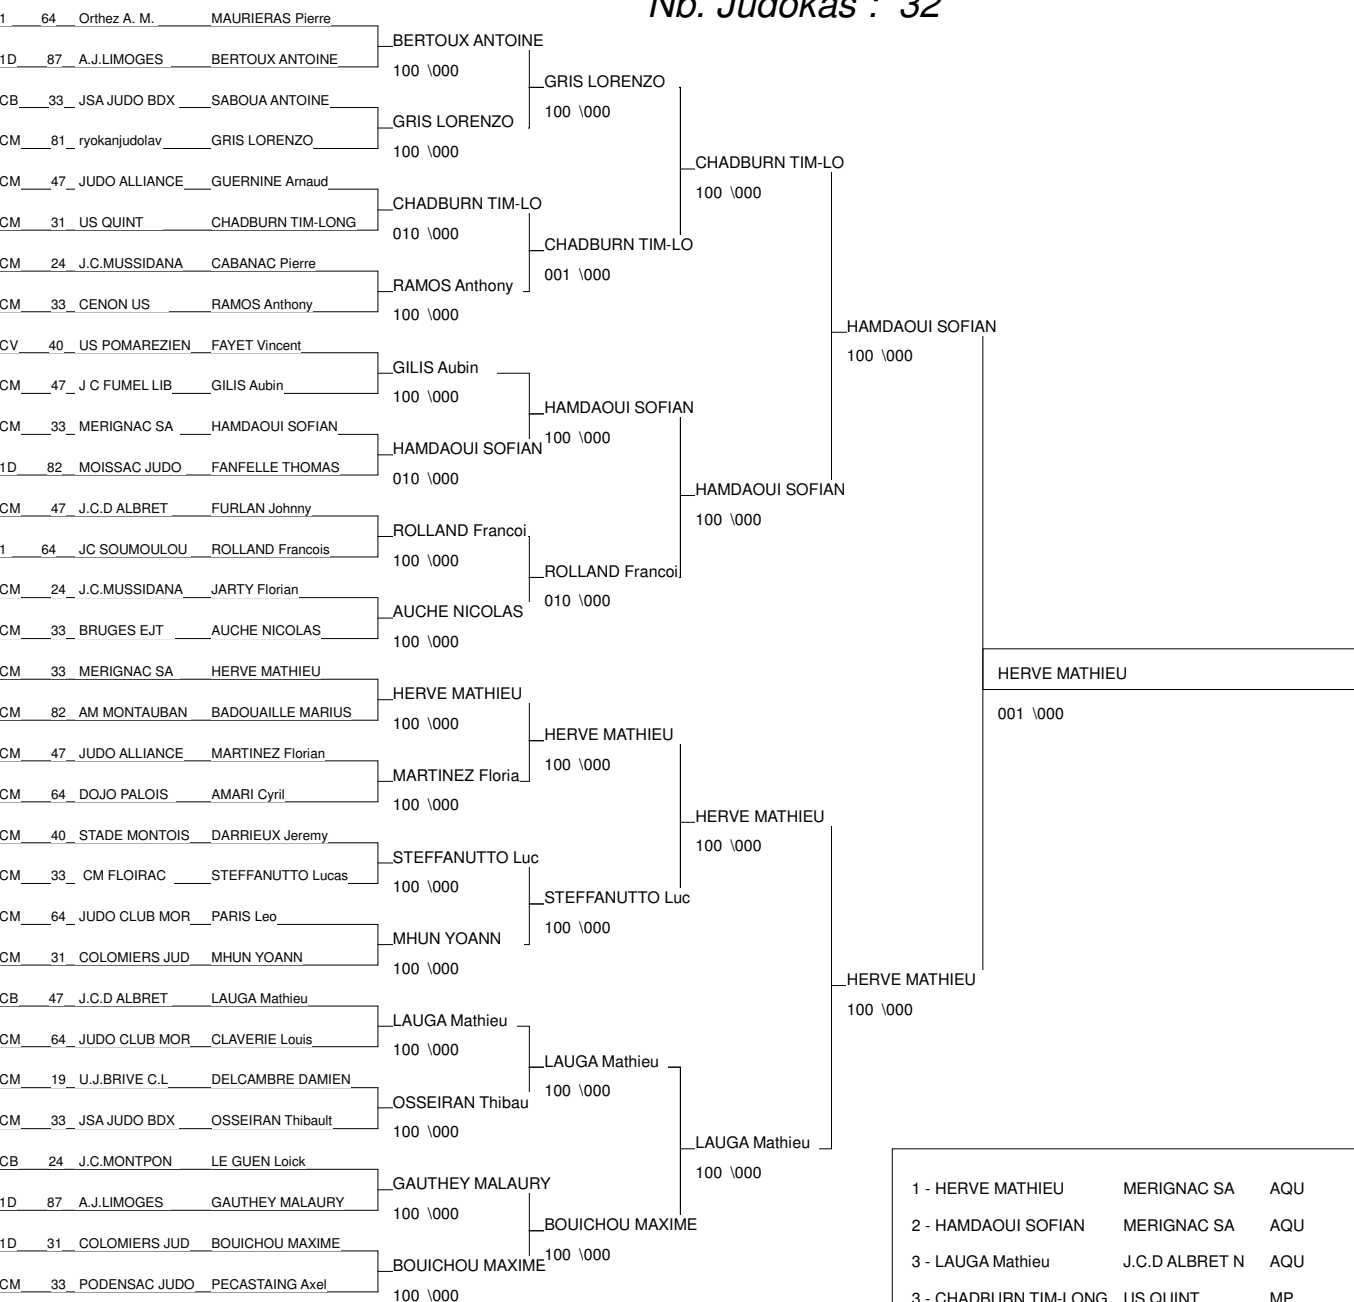 Nb. Judokas : 32
1 64 Orthez A. M. MAURIERAS Pierre
BERTOUX ANTOINE
1D 87 A.J.LIMOGES BERTOUX ANTOINE
100 \000
GRIS LORENZO
CB 33 JSA JUDO BDX SABOUA ANTOINE
100 \000
GRIS LORENZO
CM 81 ryokanjudolav GRIS LORENZO
100 \000
CHADBURN TIM-LO
CM 47 JUDO ALLIANCE GUERNINE Arnaud
100 \000
CHADBURN TIM-LO
CM 31 US QUINT CHADBURN TIM-LONG
010 \000
CHADBURN TIM-LO
CM 24 J.C.MUSSIDANA CABANAC Pierre
001 \000
RAMOS Anthony
CM 33 CENON US RAMOS Anthony
100 \000
HAMDAOUI SOFIAN
CV 40 US POMAREZIEN FAYET Vincent
100 \000
GILIS Aubin
CM 47 J C FUMEL LIB GILIS Aubin
100 \000
HAMDAOUI SOFIAN
CM 33 MERIGNAC SA HAMDAOUI SOFIAN
100 \000
HAMDAOUI SOFIAN
1D 82 MOISSAC JUDO FANFELLE THOMAS
010 \000
HAMDAOUI SOFIAN
CM 47 J.C.D ALBRET FURLAN Johnny
100 \000
ROLLAND Francoi
1 64 JC SOUMOULOU ROLLAND Francois
100 \000
ROLLAND Francoi
CM 24 J.C.MUSSIDANA JARTY Florian
010 \000
AUCHE NICOLAS
CM 33 BRUGES EJT AUCHE NICOLAS
100 \000
CM 33 MERIGNAC SA HERVE MATHIEU
HERVE MATHIEU
HERVE MATHIEU
CM 82 AM MONTAUBAN BADOUAILLE MARIUS
001 \000
100 \000
HERVE MATHIEU
CM 47 JUDO ALLIANCE MARTINEZ Florian
100 \000
MARTINEZ Floria
CM 64 DOJO PALOIS AMARI Cyril
100 \000
HERVE MATHIEU
CM 40 STADE MONTOIS DARRIEUX Jeremy
100 \000
STEFFANUTTO Luc
CM 33 CM FLOIRAC STEFFANUTTO Lucas
100 \000
STEFFANUTTO Luc
CM 64 JUDO CLUB MOR PARIS Leo
100 \000
MHUN YOANN
CM 31 COLOMIERS JUD MHUN YOANN
100 \000
HERVE MATHIEU
CB 47 J.C.D ALBRET LAUGA Mathieu
100 \000
LAUGA Mathieu
CM 64 JUDO CLUB MOR CLAVERIE Louis
100 \000
LAUGA Mathieu
CM 19 U.J.BRIVE C.L DELCAMBRE DAMIEN
100 \000
OSSEIRAN Thibau
CM 33 JSA JUDO BDX OSSEIRAN Thibault
100 \000
LAUGA Mathieu
CB 24 J.C.MONTPON LE GUEN Loick
100 \000
GAUTHEY MALAURY
1D 87 A.J.LIMOGES GAUTHEY MALAURY
100 \000
BOUICHOU MAXIME
1D 31 COLOMIERS JUD BOUICHOU MAXIME
100 \000
BOUICHOU MAXIME
CM 33 PODENSAC JUDO PECASTAING Axel
100 \000
1 - HERVE MATHIEU MERIGNAC SA AQU
2 - HAMDAOUI SOFIAN MERIGNAC SA AQU
3 - LAUGA Mathieu J.C.D ALBRET N AQU
3 - CHADBURN TIM-LONG US QUINT MP